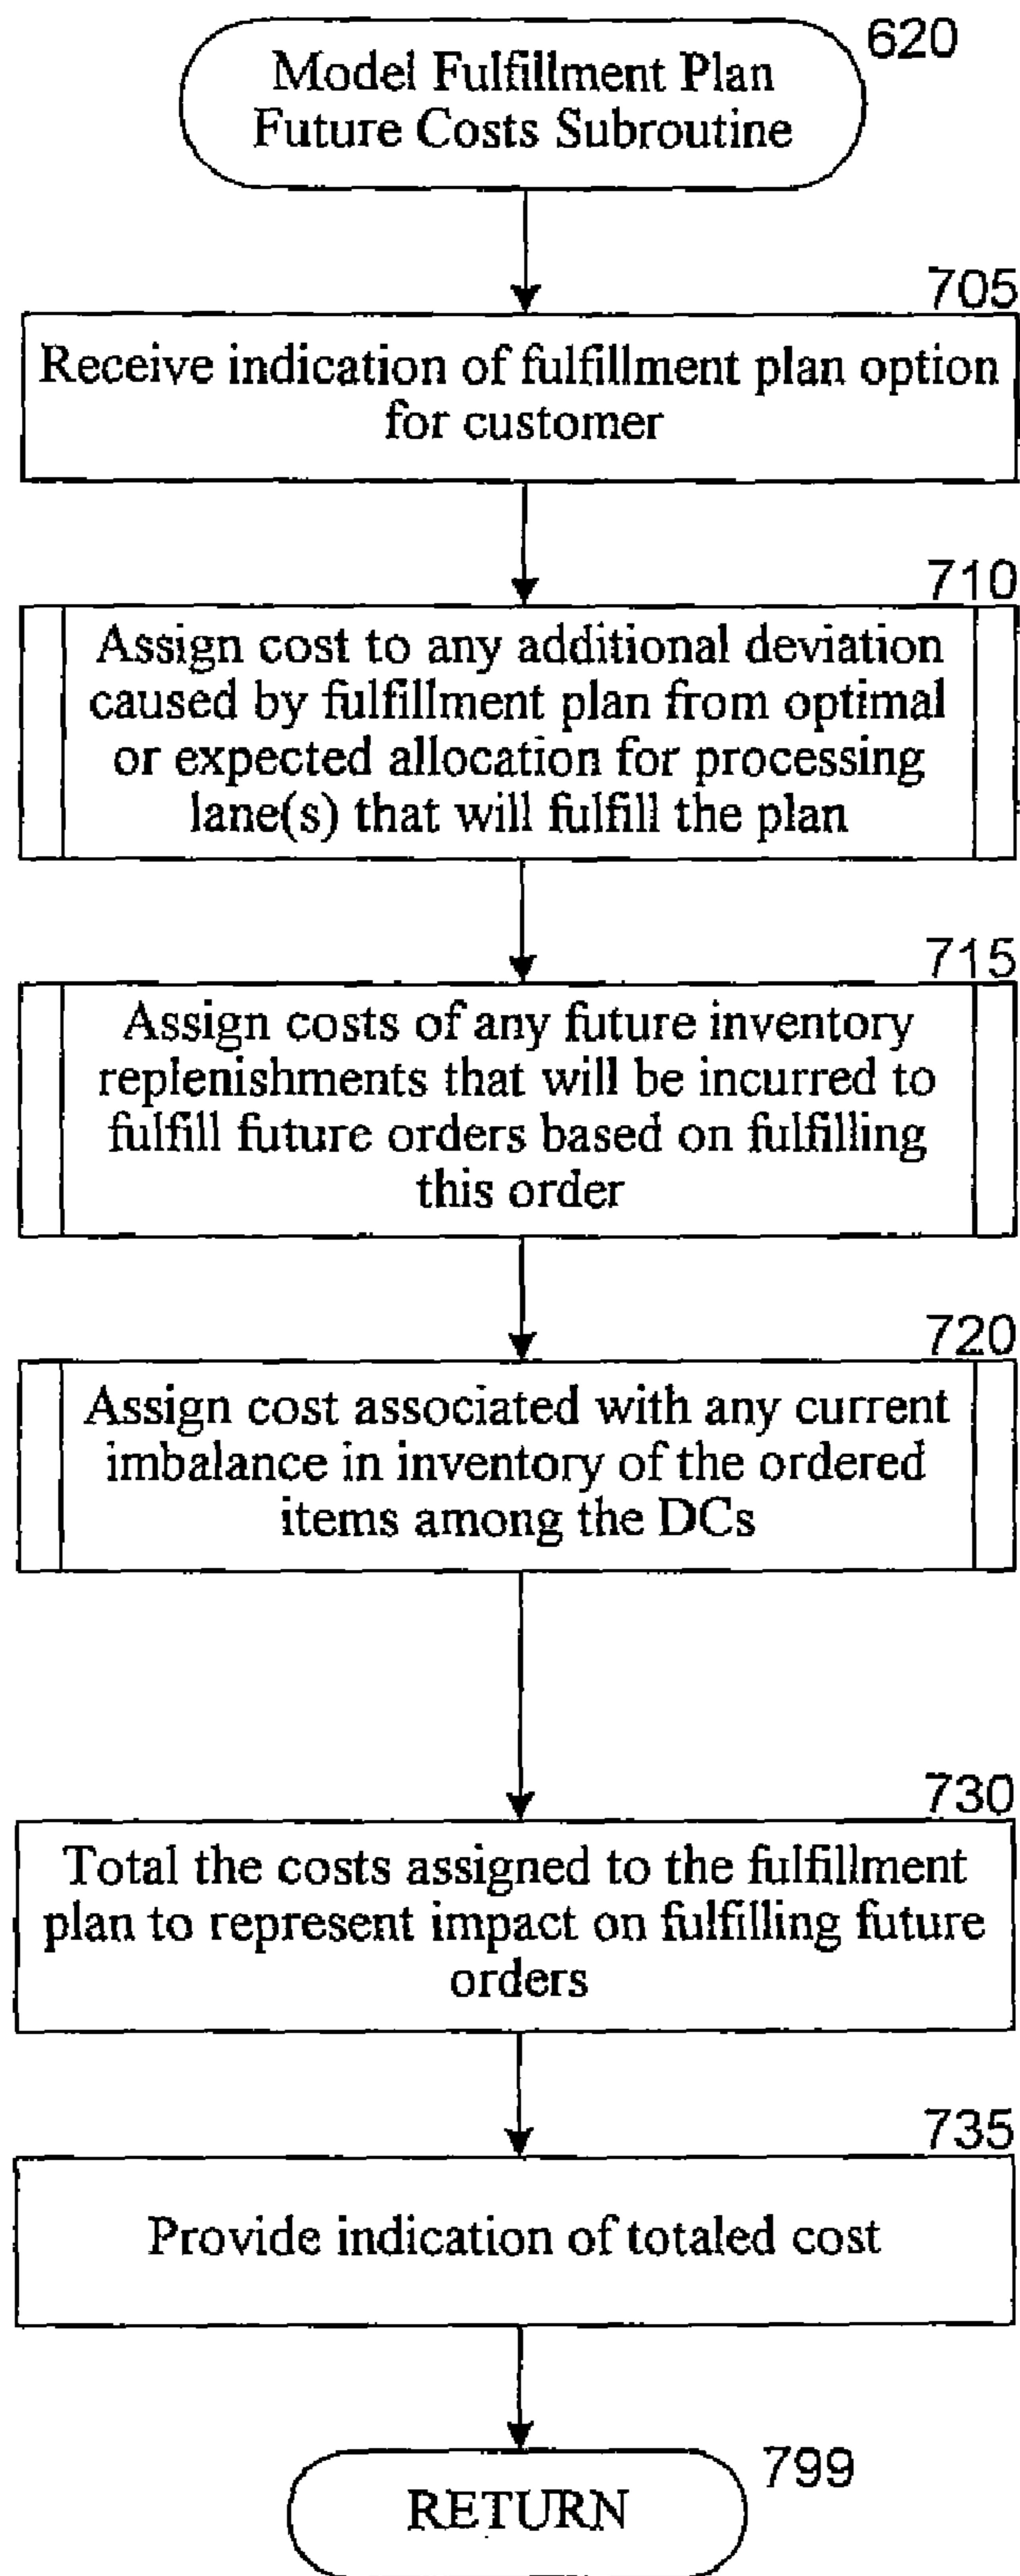 620
Model Fulfillment Plan
Future Costs Subroutine
705
Receive indication of fulfillment plan option
for customer
710
Assign cost to any additional deviation
caused by fulfillment plan from optimal
or expected allocation for processing
lane(s) that will fulfill the plan
715
Assign costs of any future inventory
replenishments that will be incurred to
fulfill future orders based on fulfilling
this order
720
Assign cost associated with any current
imbalance in inventory of the ordered
items among the DCs
730
Total the costs assigned to the fulfillment
plan to represent impact on fulfilling future
orders
735
Provide indication of totaled cost
799
RETURN